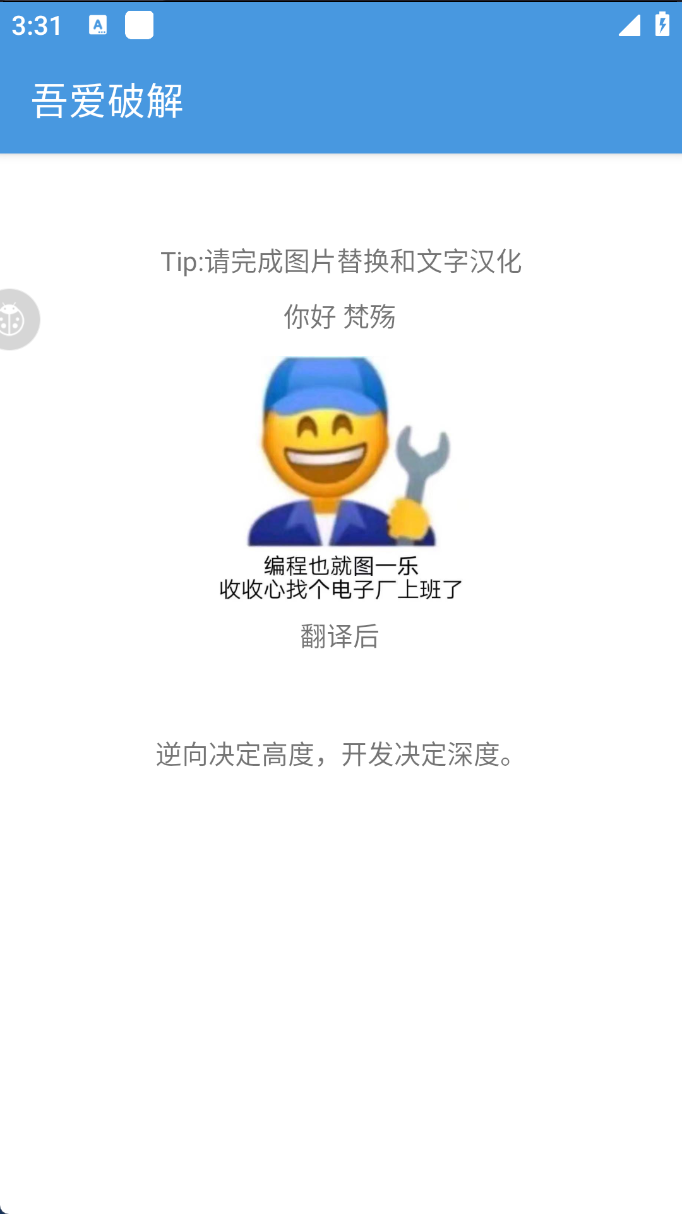 3:31
A
吾爱破解
Tip:请完成图片替换和文字汉化
你好 梵殇
编程也就图一乐
收收心找个电子厂上班了
翻译后
逆向决定高度，开发决定深度。